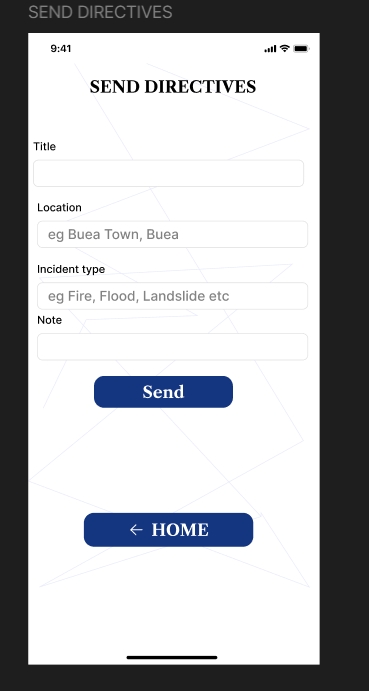 SEND DIRECTIVES
9:41
SEND DIRECTIVES
Title
Location
eg Buea Town, Buea
Incident type
eg Fire, Flood, Landslide etc
Note
Send
← HOME